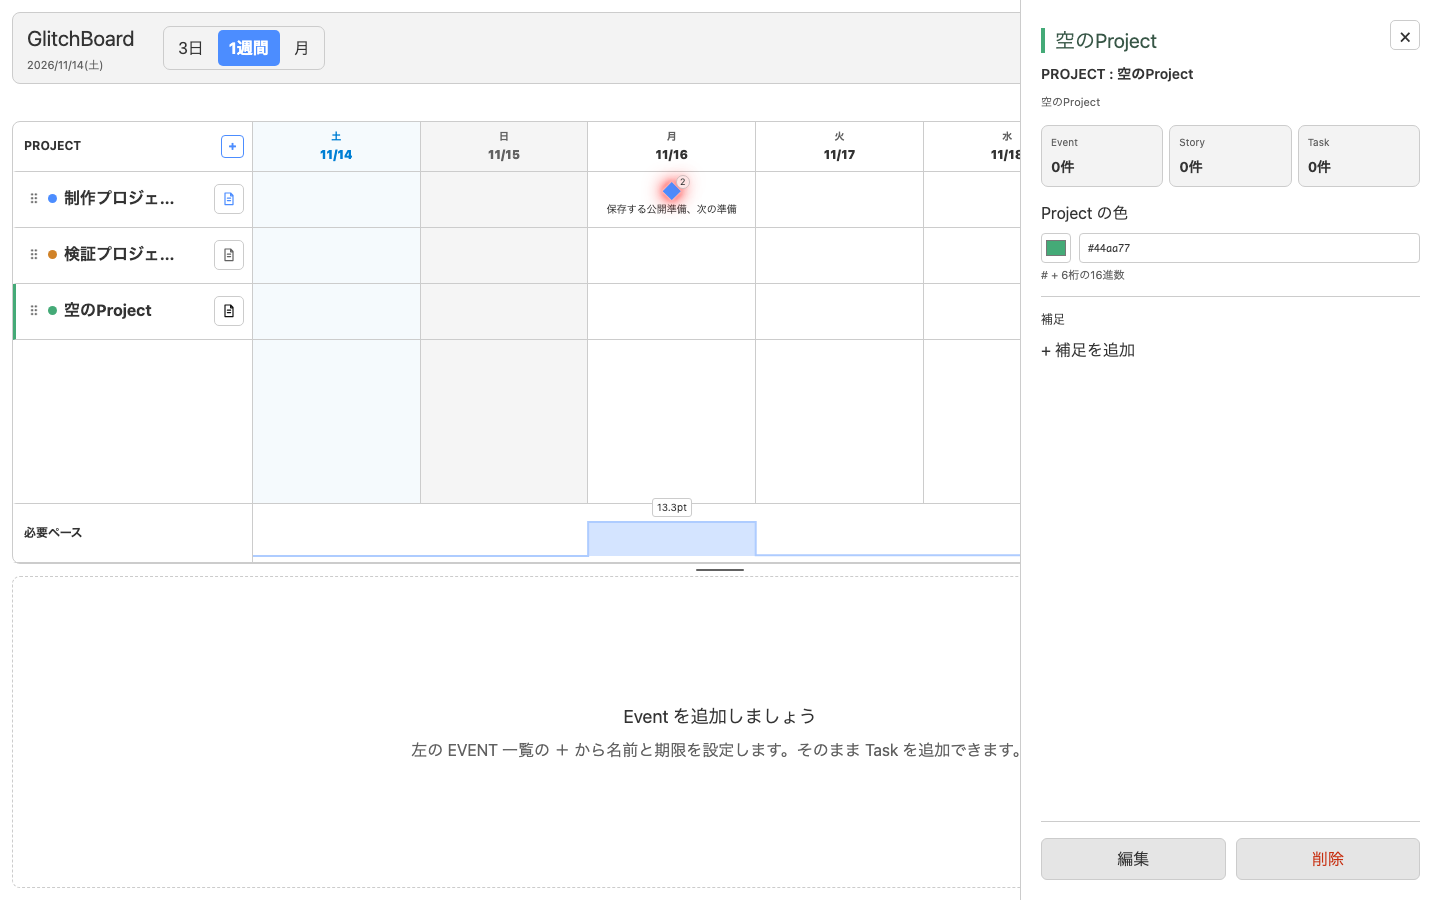 GlitchBoard
2026/11/14(土)
3日 1週間 月
PROJECT +
土 11/14
日 11/15
月 11/16
火 11/17
水 11/18
制作プロジェ...
2
保存する公開準備、次の準備
検証プロジェ...
空のProject
必要ペース
13.3pt
Event を追加しましょう
左の EVENT 一覧の ＋ から名前と期限を設定します。そのまま Task を追加できます。
空のProject
×
PROJECT : 空のProject
空のProject
Event 0件
Story 0件
Task 0件
Project の色
#44aa77
# + 6桁の16進数
補足
+ 補足を追加
編集 削除